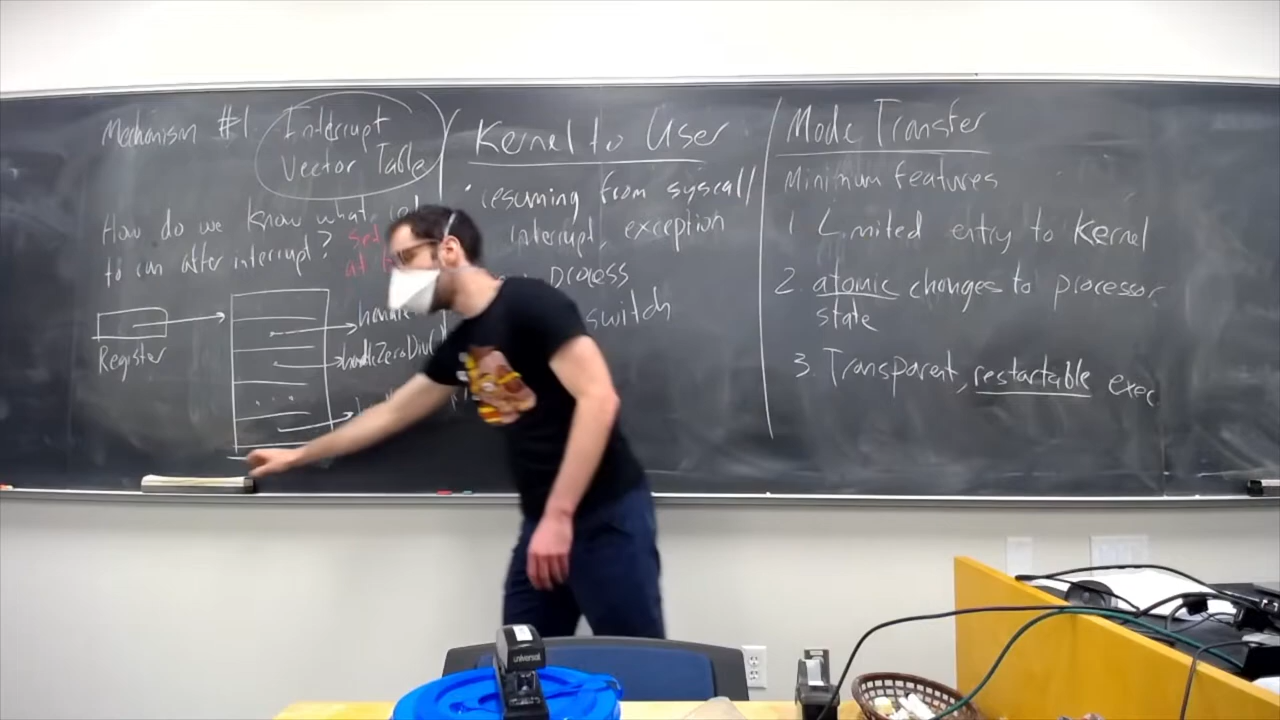 Mechanism #1
Interrupt
Vector Table
How do we know what
to run after interrupt?
Register
handleZeroDiv
Kernel to User
· resuming from syscall/
interrupt, exception
process
switch
Mode Transfer
Minimum features
1 Limited entry to Kernel
2. atomic changes to processor
state
3. Transparent, restartable exec
universal